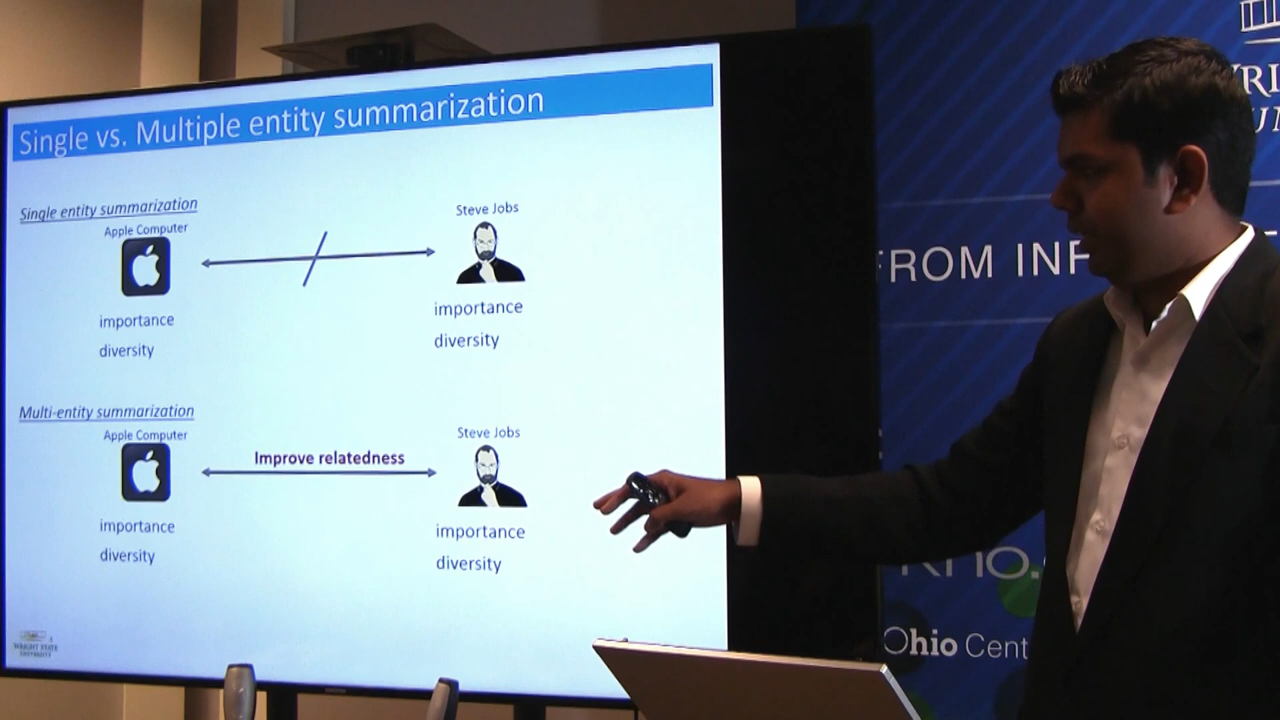 Single vs. Multiple entity summarization
Single entity summarization
Apple Computer
Steve Jobs
importance
diversity
importance
diversity
Multi-entity summarization
Apple Computer
Improve relatedness
Steve Jobs
importance
diversity
importance
diversity
WRIGHT STATE
UNIVERSITY
FROM INF
Ohio Cent